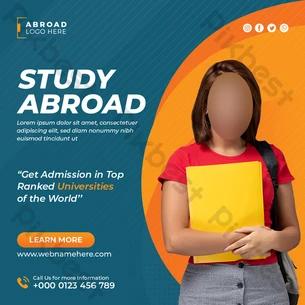 ABROAD
LOGO HERE
STUDY
ABROAD
Lorem ipsum dolor sit amet, consectetur
adipiscing elit, sed diam nonummy nibh euismod
tincidunt ut
"Get Admission in Top
Ranked Universities
of the World"
LEARN MORE
www.webnamehere.com
Call Us for more Information
+000 0123 456 789